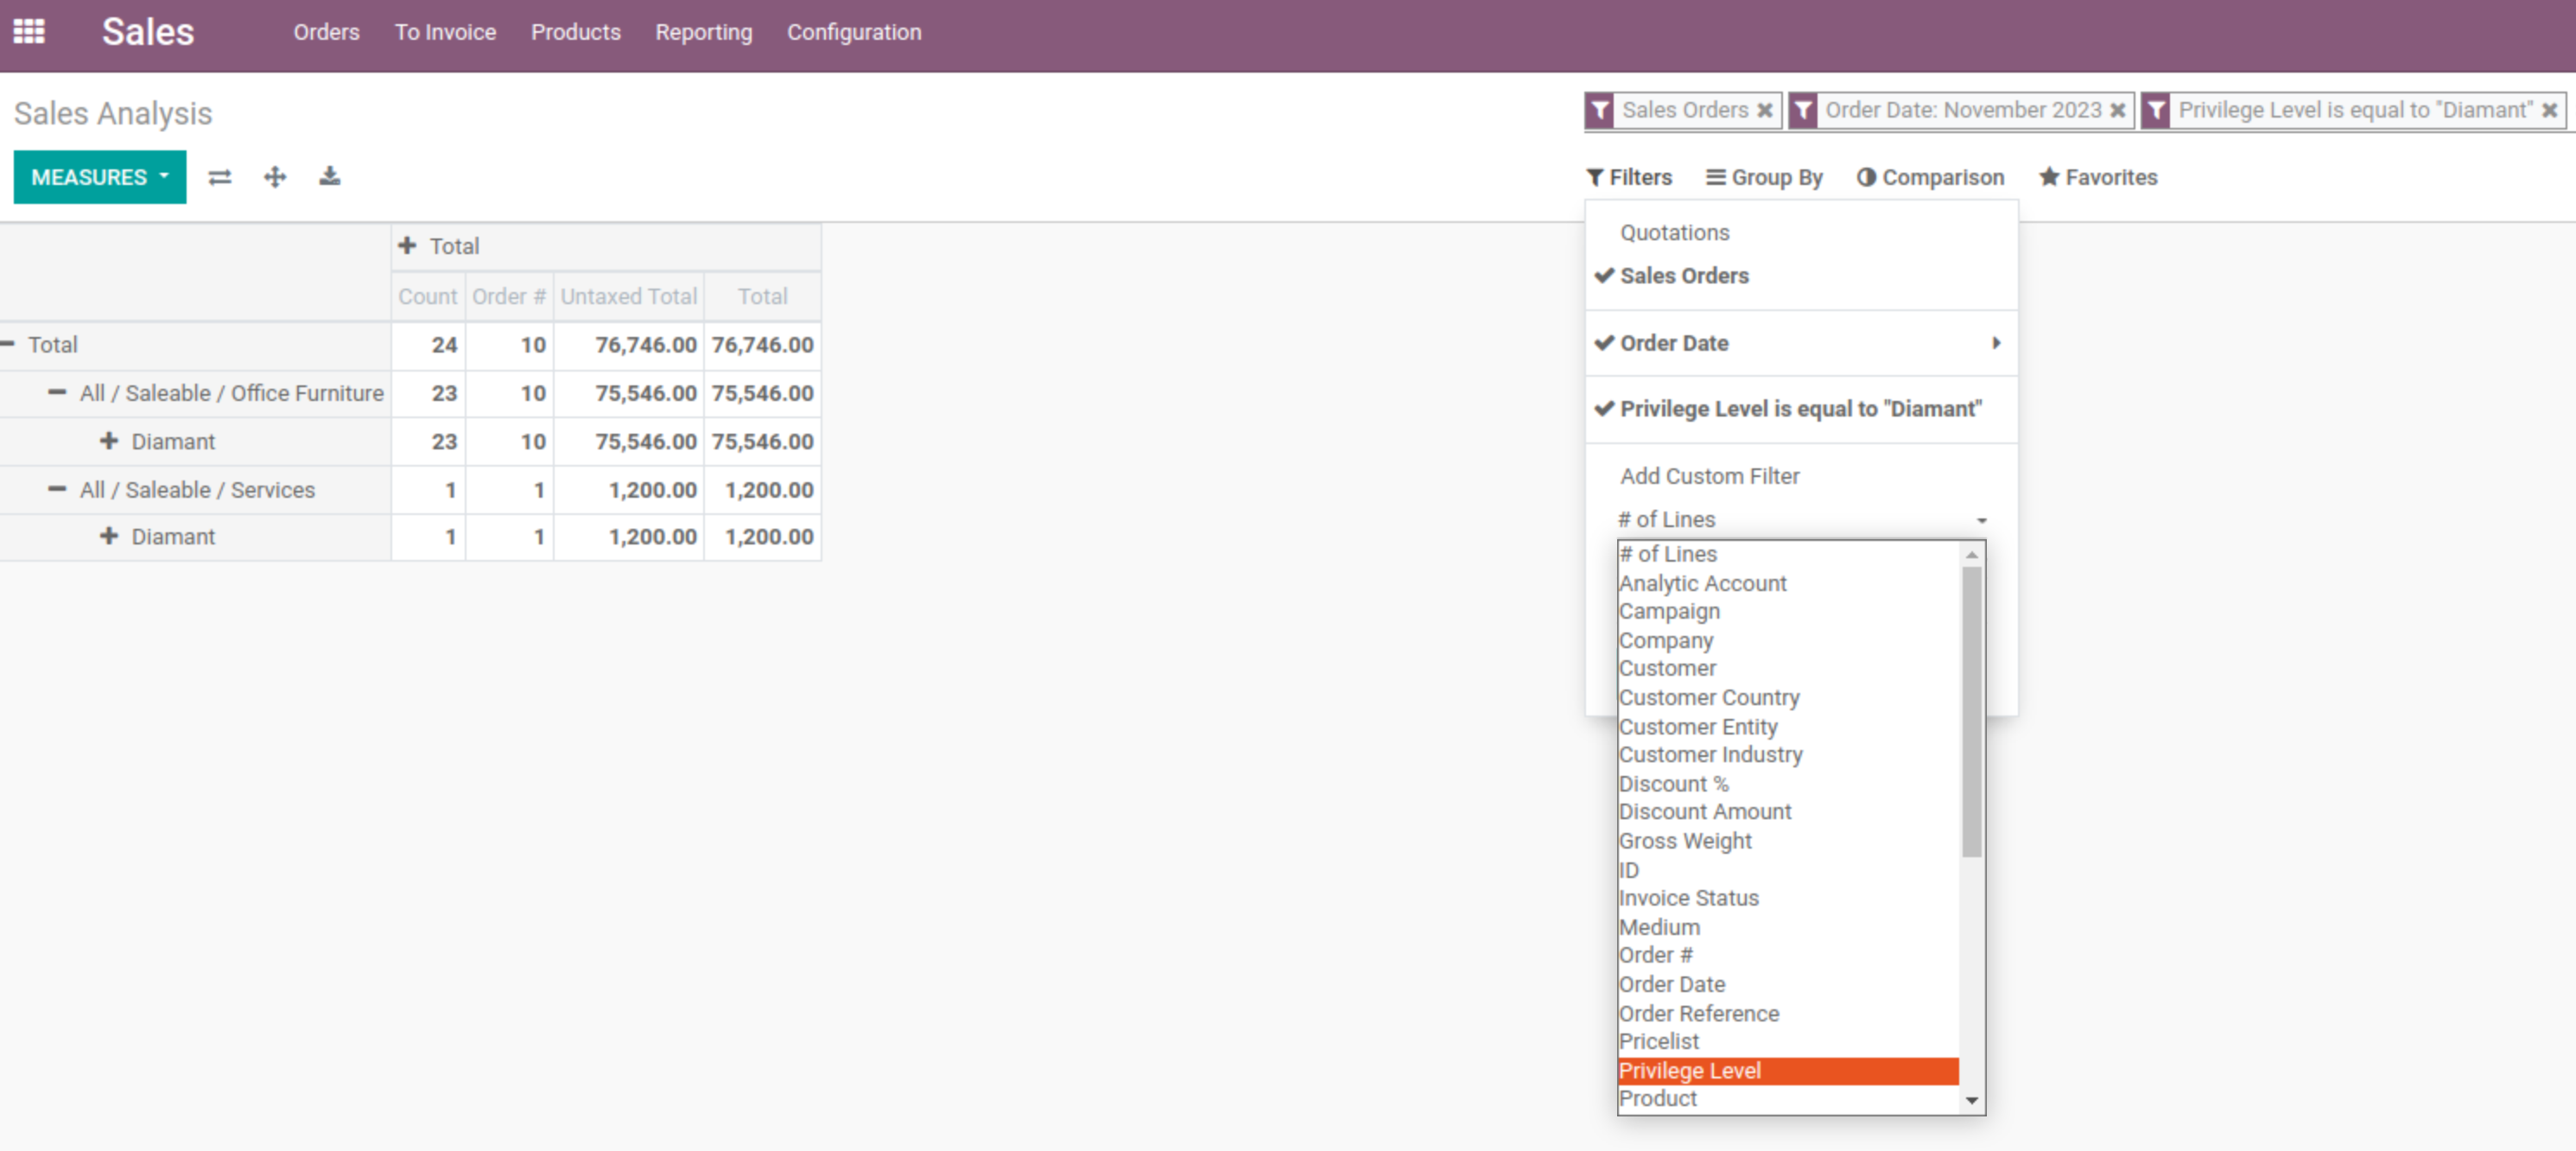 Sales Orders To Invoice Products Reporting Configuration
Sales Analysis
Sales Orders Order Date: November 2023 Privilege Level is equal to "Diamant"
MEASURES
Filters Group By Comparison Favorites
Total
Count Order # Untaxed Total Total
Total 24 10 76,746.00 76,746.00
All / Saleable / Office Furniture 23 10 75,546.00 75,546.00
Diamant 23 10 75,546.00 75,546.00
All / Saleable / Services 1 1 1,200.00 1,200.00
Diamant 1 1 1,200.00 1,200.00
Quotations
Sales Orders
Order Date
Privilege Level is equal to "Diamant"
Add Custom Filter
# of Lines
# of Lines
Analytic Account
Campaign
Company
Customer
Customer Country
Customer Entity
Customer Industry
Discount %
Discount Amount
Gross Weight
ID
Invoice Status
Medium
Order #
Order Date
Order Reference
Pricelist
Privilege Level
Product